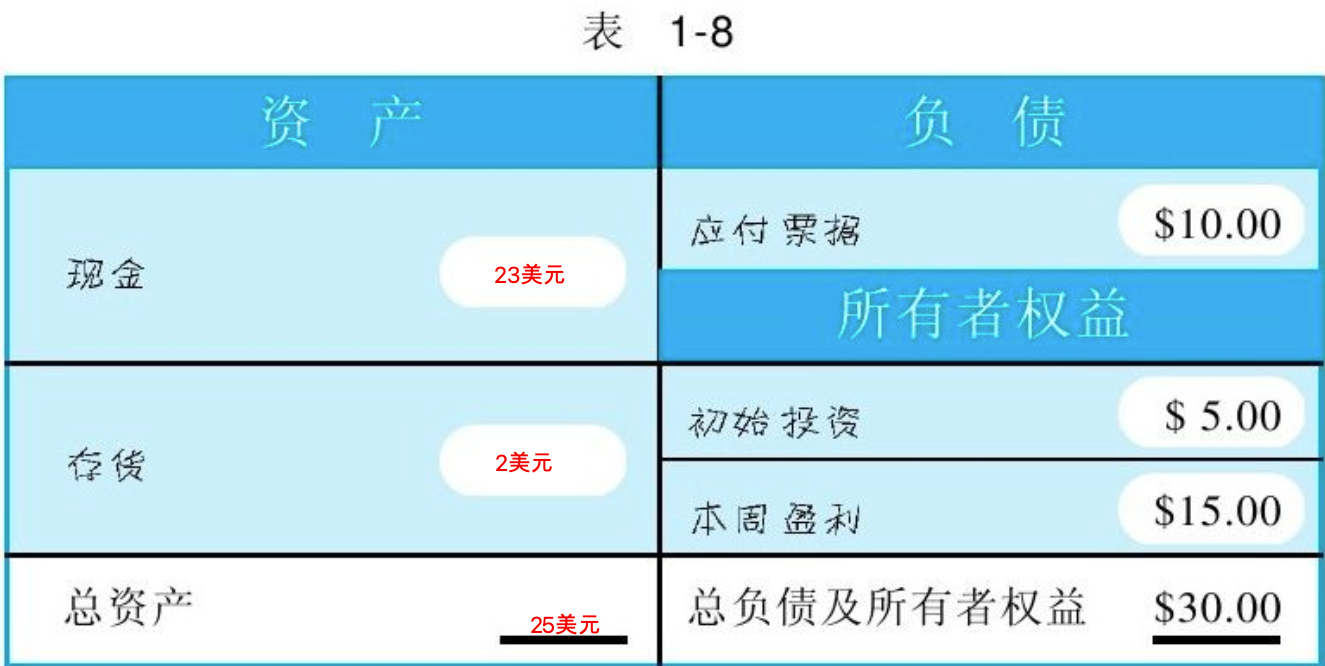 表 1-8
资 产
负 债
现金
23美元
应付票据
$10.00
所有者权益
存货
2美元
初始投资
$ 5.00
本周盈利
$15.00
总资产
25美元
总负债及所有者权益
$30.00